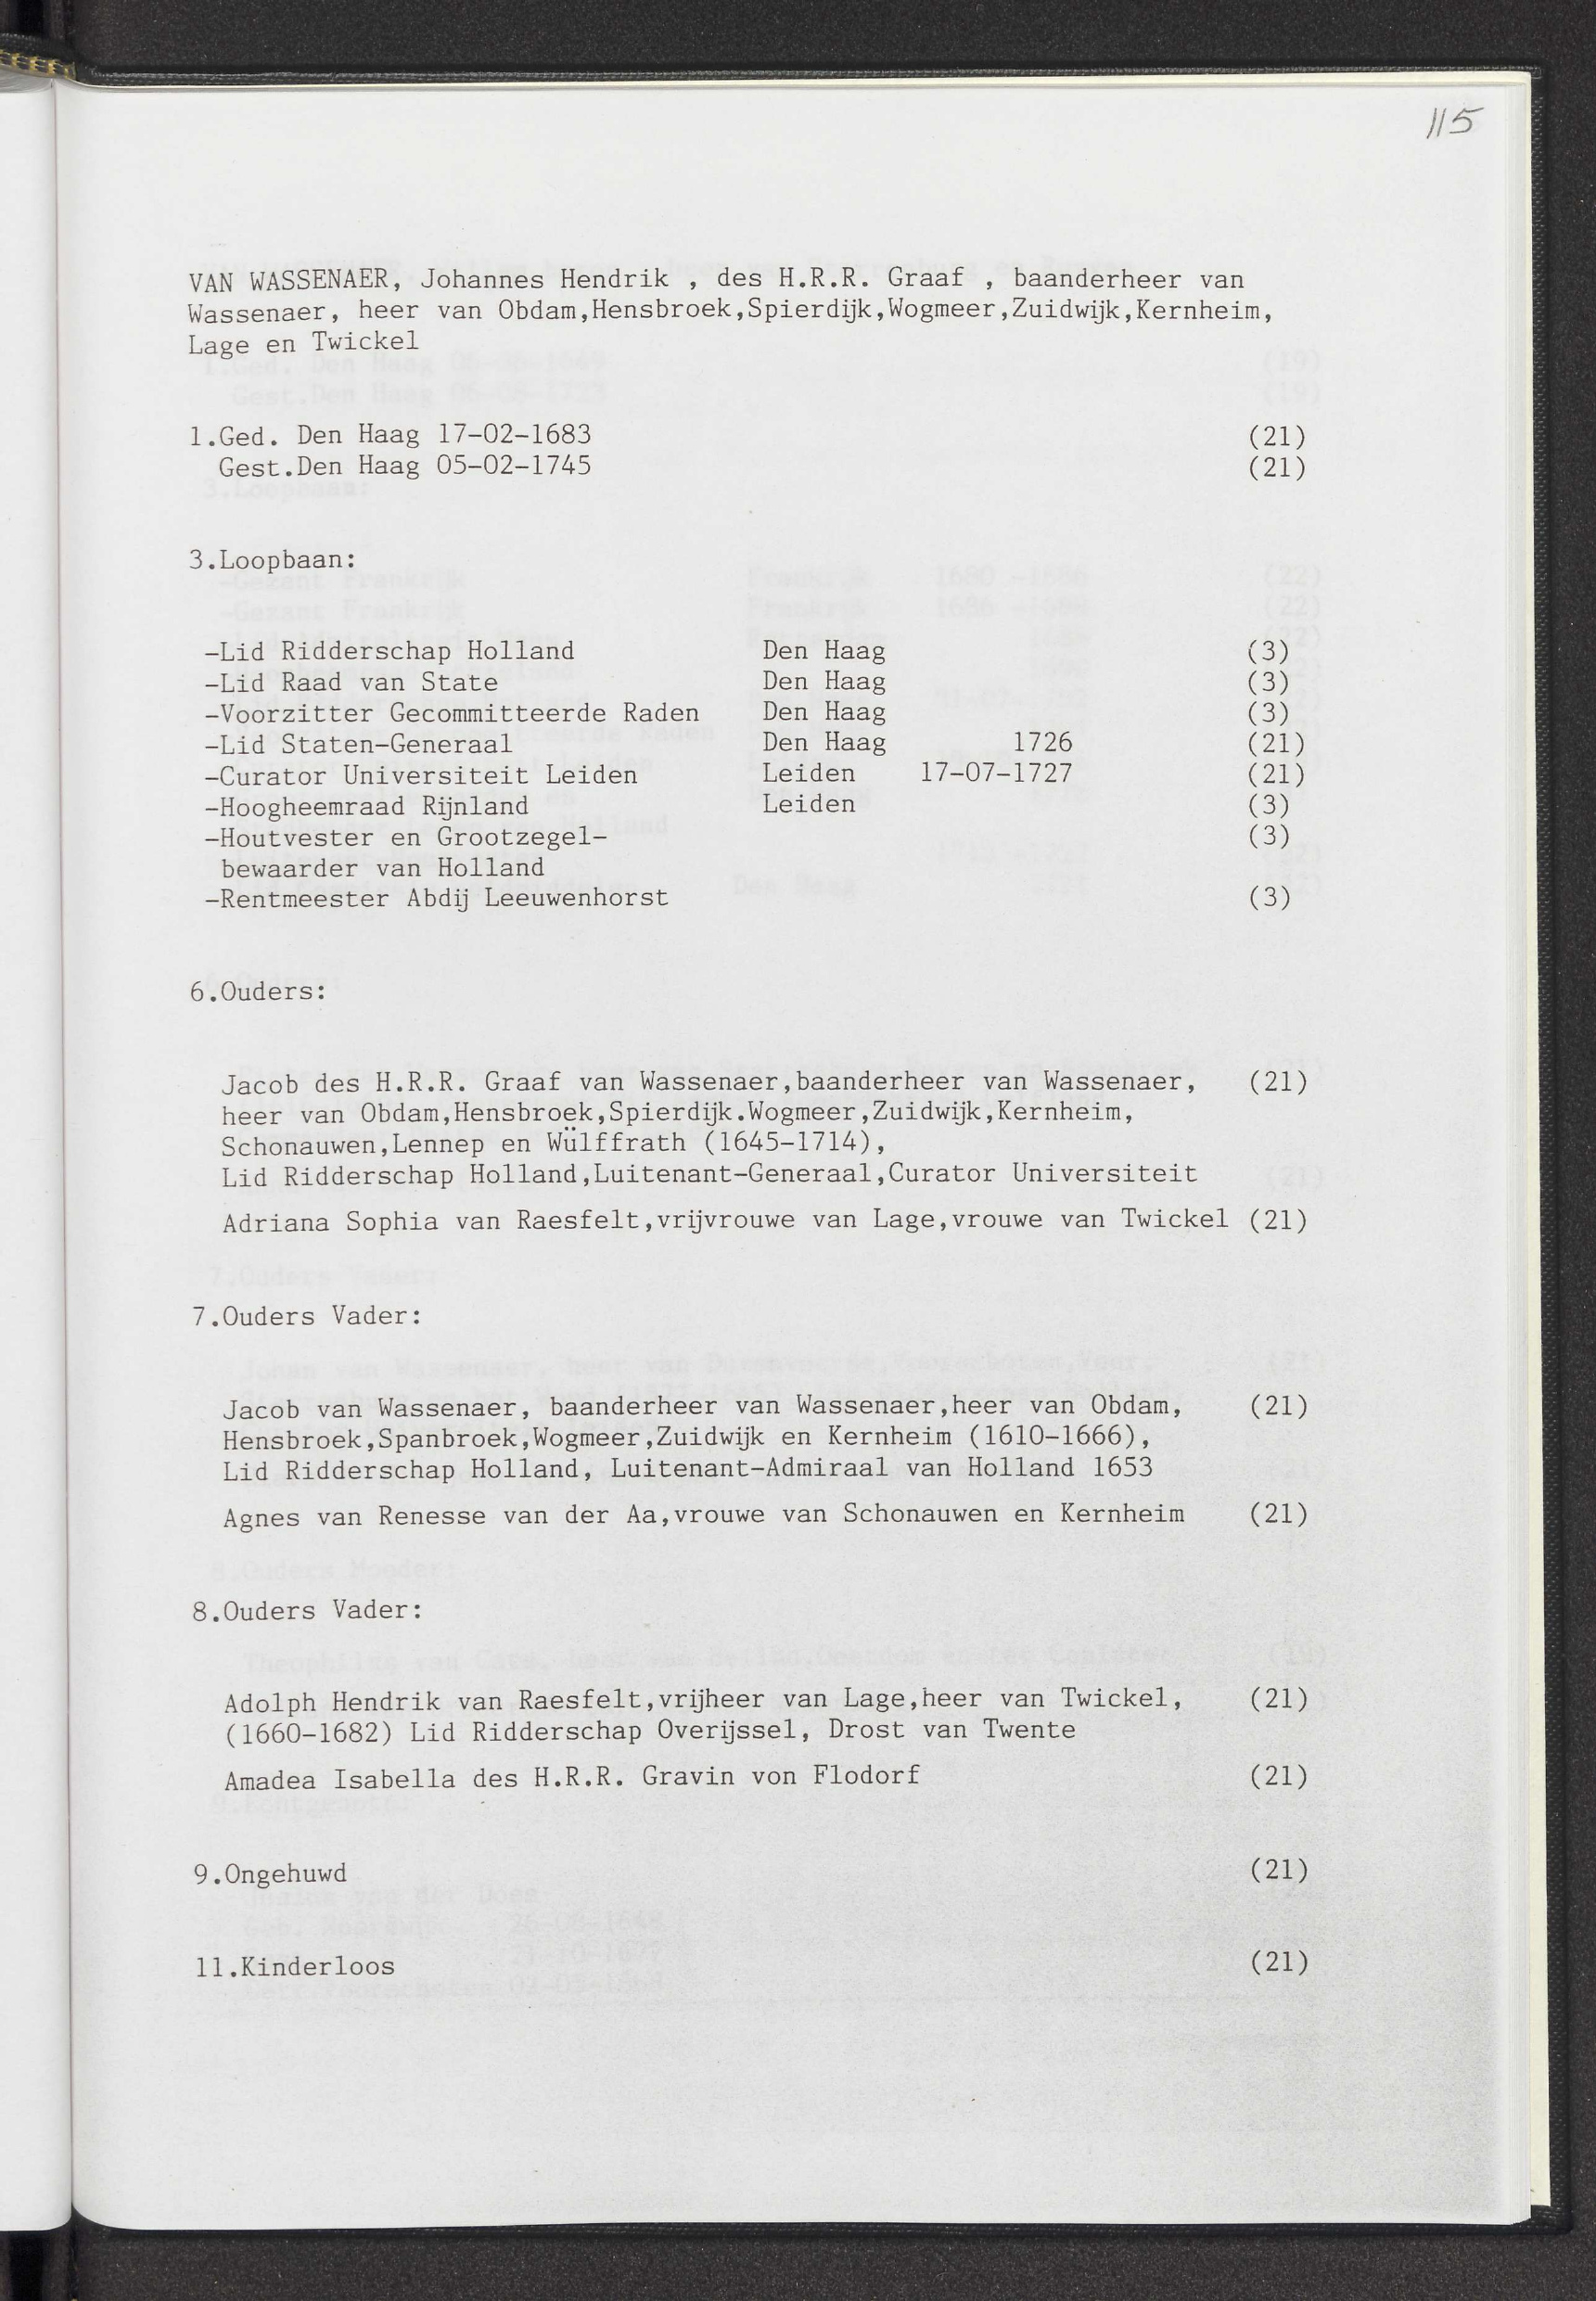 115
VAN WASSENAER, Johannes Hendrik , des H.R.R. Graaf , baanderheer van
Wassenaer, heer van Obdam,Hensbroek,Spierdijk,Wogmeer,Zuidwijk,Kernheim,
Lage en Twickel
1.Ged. Den Haag 17-02-1683 (21)
Gest.Den Haag 05-02-1745 (21)
3.Loopbaan:
-Lid Ridderschap Holland Den Haag (3)
-Lid Raad van State Den Haag (3)
-Voorzitter Gecommitteerde Raden Den Haag (3)
-Lid Staten-Generaal Den Haag 1726 (21)
-Curator Universiteit Leiden Leiden 17-07-1727 (21)
-Hoogheemraad Rijnland Leiden (3)
-Houtvester en Grootzegel- (3)
bewaarder van Holland
-Rentmeester Abdij Leeuwenhorst (3)
6.Ouders:
Jacob des H.R.R. Graaf van Wassenaer,baanderheer van Wassenaer, (21)
heer van Obdam,Hensbroek,Spierdijk.Wogmeer,Zuidwijk,Kernheim,
Schonauwen,Lennep en Wülffrath (1645-1714),
Lid Ridderschap Holland,Luitenant-Generaal,Curator Universiteit
Adriana Sophia van Raesfelt,vrijvrouwe van Lage,vrouwe van Twickel (21)
7.Ouders Vader:
Jacob van Wassenaer, baanderheer van Wassenaer,heer van Obdam, (21)
Hensbroek,Spanbroek,Wogmeer,Zuidwijk en Kernheim (1610-1666),
Lid Ridderschap Holland, Luitenant-Admiraal van Holland 1653
Agnes van Renesse van der Aa,vrouwe van Schonauwen en Kernheim (21)
8.Ouders Vader:
Adolph Hendrik van Raesfelt,vrijheer van Lage,heer van Twickel, (21)
(1660-1682) Lid Ridderschap Overijssel, Drost van Twente
Amadea Isabella des H.R.R. Gravin von Flodorf (21)
9.Ongehuwd (21)
11.Kinderloos (21)